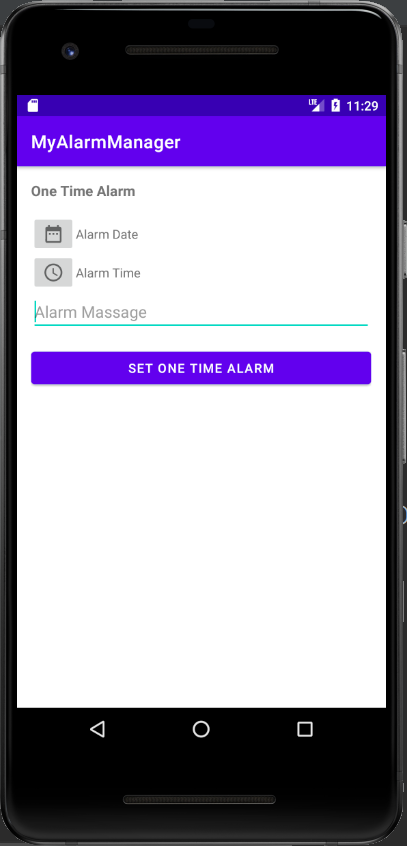 LTE 11:29
MyAlarmManager
One Time Alarm
Alarm Date
Alarm Time
Alarm Massage
SET ONE TIME ALARM